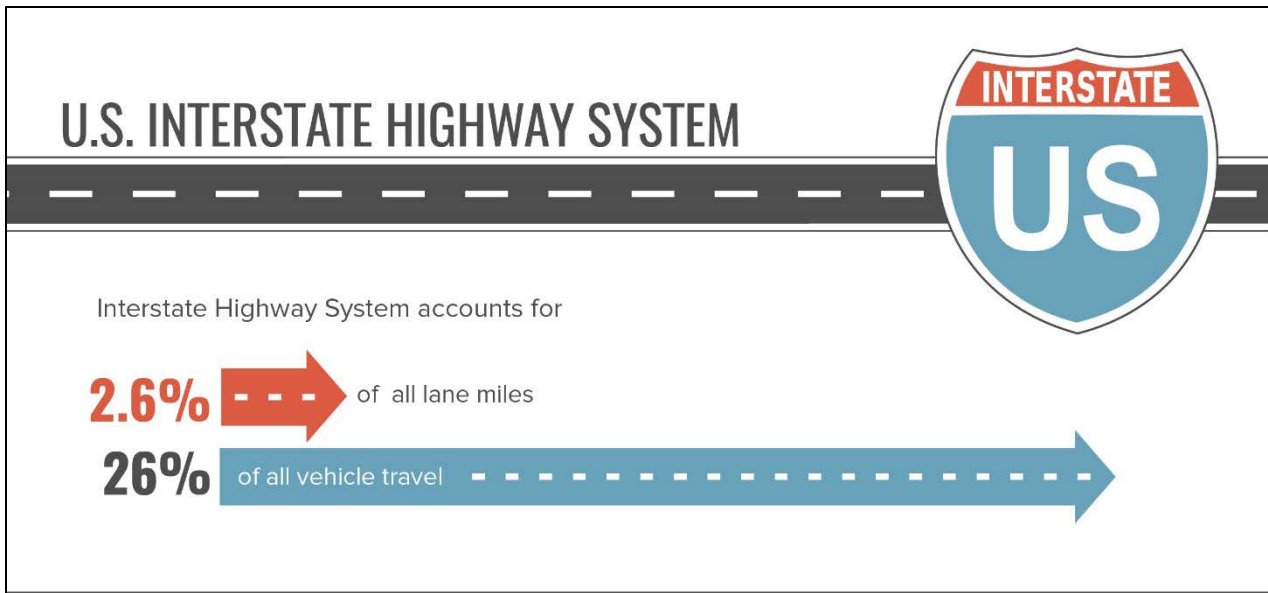 U.S. INTERSTATE HIGHWAY SYSTEM
INTERSTATE
US
Interstate Highway System accounts for
2.6% of all lane miles
26% of all vehicle travel